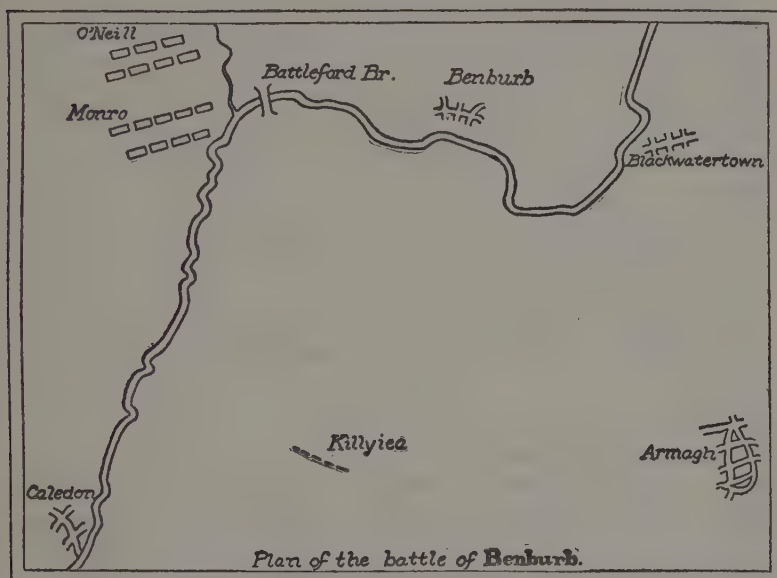 O'Neill
Battleford Br.
Benburb
Monro
Blackwatertown
Killyiea
Armagh
Caledon
Plan of the battle of Benburb.